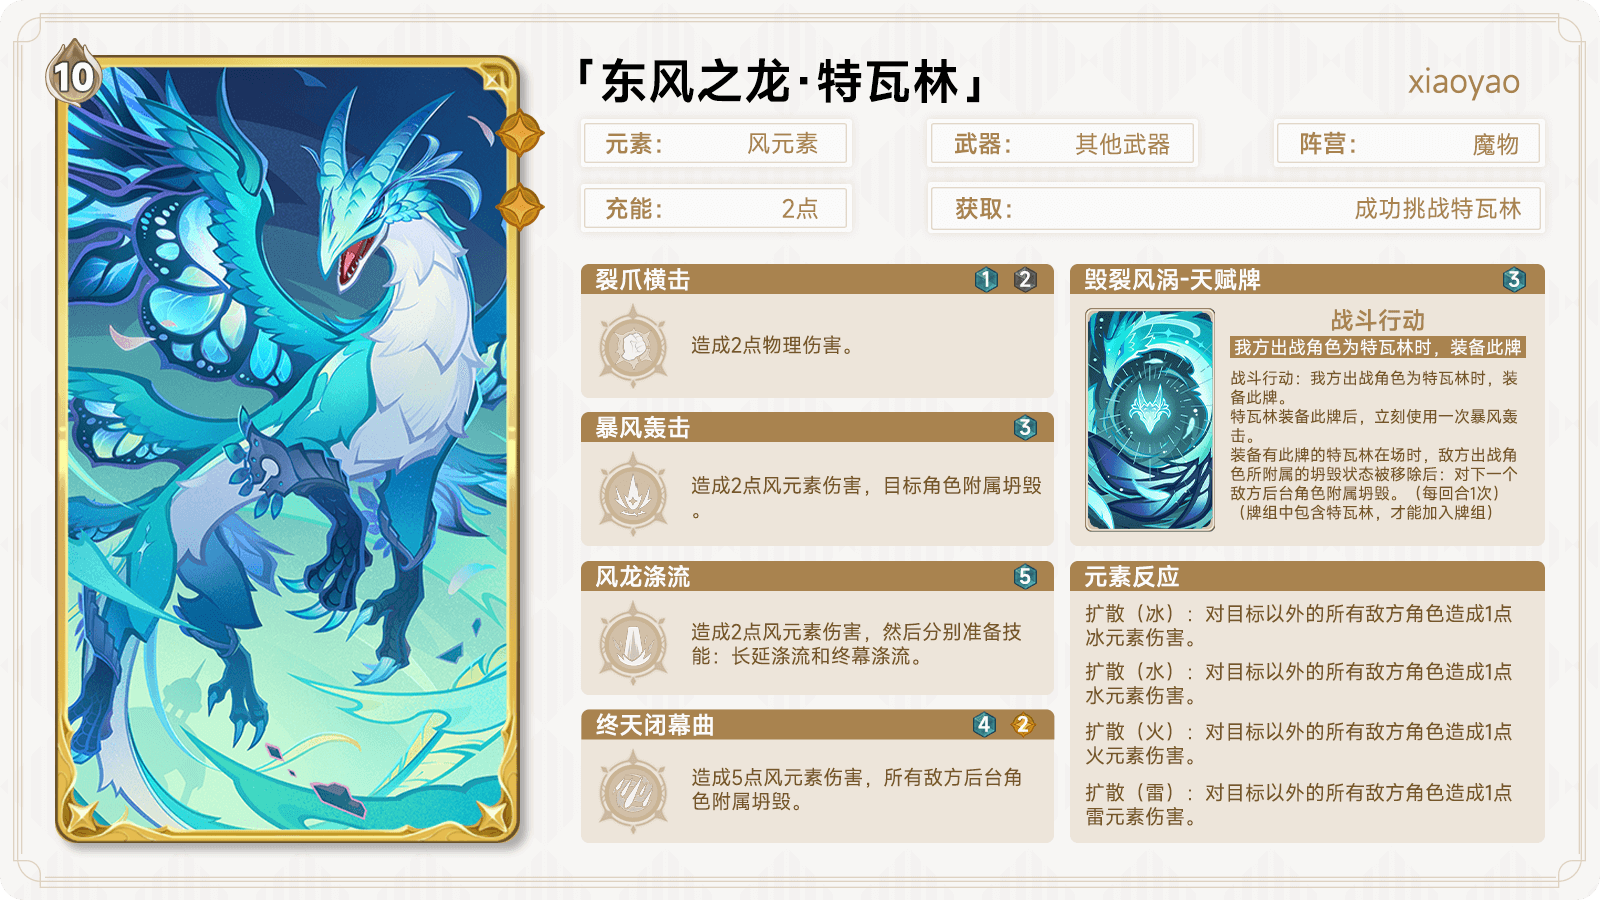 10
「东风之龙·特瓦林」
xiaoyao
元素：
风元素
武器：
其他武器
阵营：
魔物
充能：
2点
获取：
成功挑战特瓦林
裂爪横击
1
2
造成2点物理伤害。
暴风轰击
3
造成2点风元素伤害，目标角色附属坍毁
。
风龙涤流
5
造成2点风元素伤害，然后分别准备技
能：长延涤流和终幕涤流。
终天闭幕曲
4
2
造成5点风元素伤害，所有敌方后台角
色附属坍毁。
毁裂风涡-天赋牌
3
战斗行动
我方出战角色为特瓦林时，装备此牌
战斗行动：我方出战角色为特瓦林时，装
备此牌。
特瓦林装备此牌后，立刻使用一次暴风轰
击。
装备有此牌的特瓦林在场时，敌方出战角
色所附属的坍毁状态被移除后：对下一个
敌方后台角色附属坍毁。（每回合1次）
（牌组中包含特瓦林，才能加入牌组）
元素反应
扩散（冰）：对目标以外的所有敌方角色造成1点
冰元素伤害。
扩散（水）：对目标以外的所有敌方角色造成1点
水元素伤害。
扩散（火）：对目标以外的所有敌方角色造成1点
火元素伤害。
扩散（雷）：对目标以外的所有敌方角色造成1点
雷元素伤害。